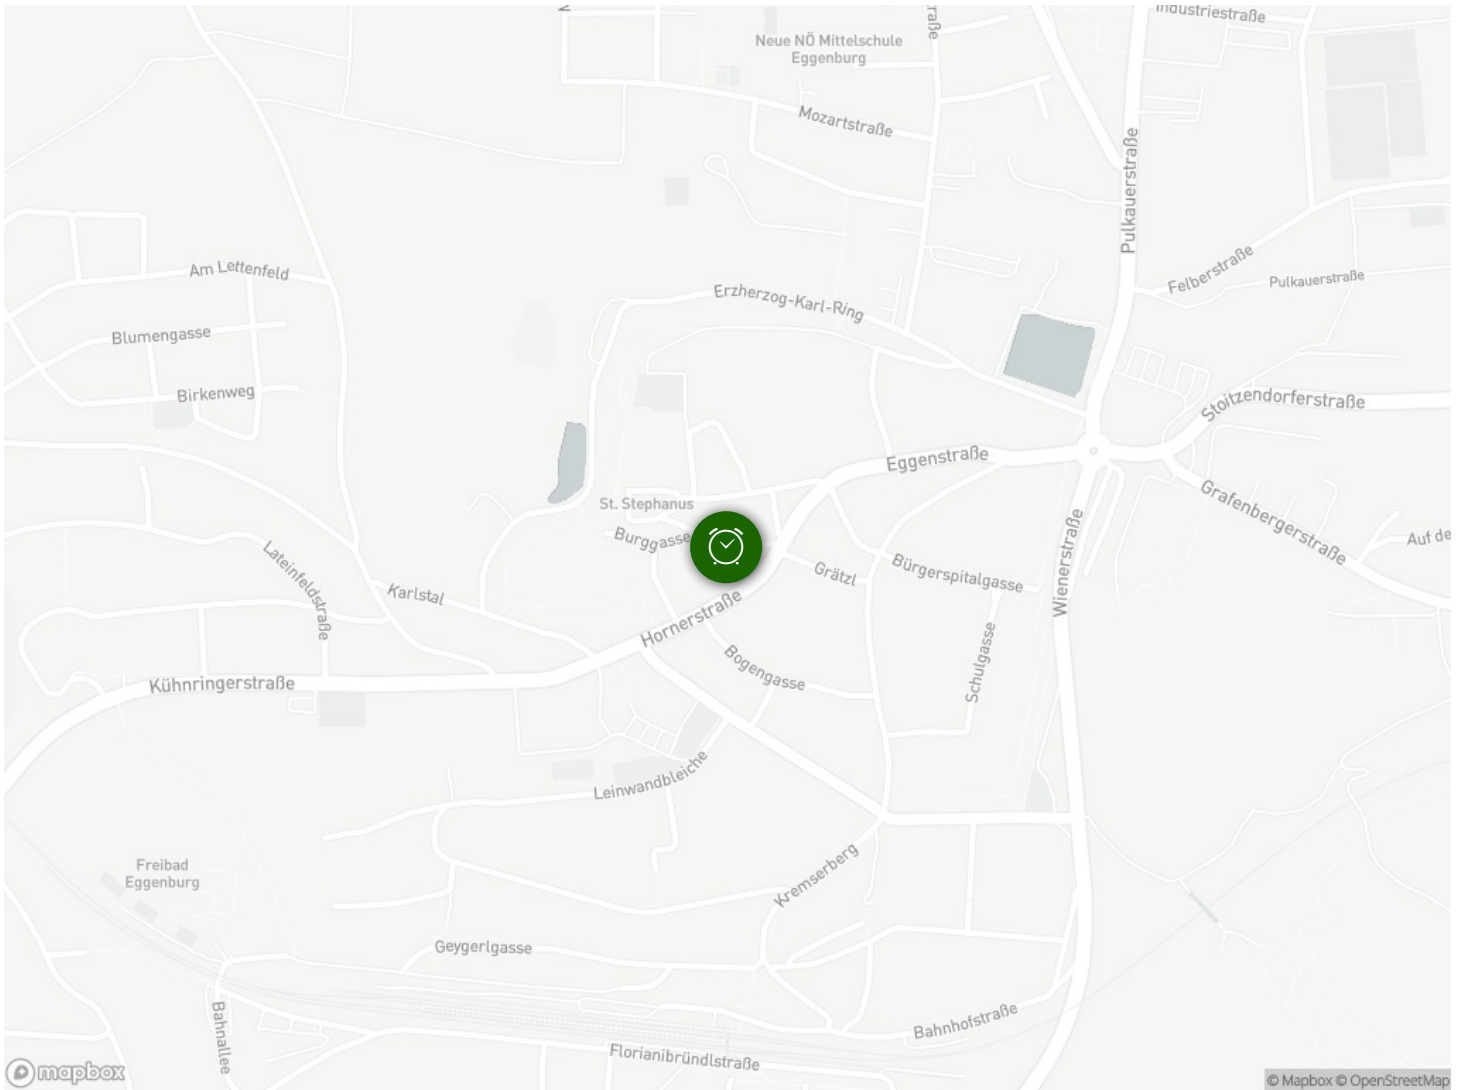 Industriestraße
raße
Neue NÖ Mittelschule
Eggenburg
Mozartstraße
Pulkauerstraße
Am Lettenfeld
Felberstraße
Pulkauerstraße
Erzherzog-Karl-Ring
Blumengasse
Birkenweg
Stoitzendorferstraße
Eggenstraße
St. Stephanus
Grafenbergerstraße
Burggasse
Auf de
Lateinfeldstraße
Karlstal
Grätzl
Bürgerspitalgasse
Wienerstraße
Hornerstraße
Schulgasse
Bogengasse
Kühnringerstraße
Leinwandbleiche
Freibad
Eggenburg
Kremserberg
Geygerlgasse
Bahnallee
Bahnhofstraße
Florianibründlstraße
mapbox
© Mapbox © OpenStreetMap